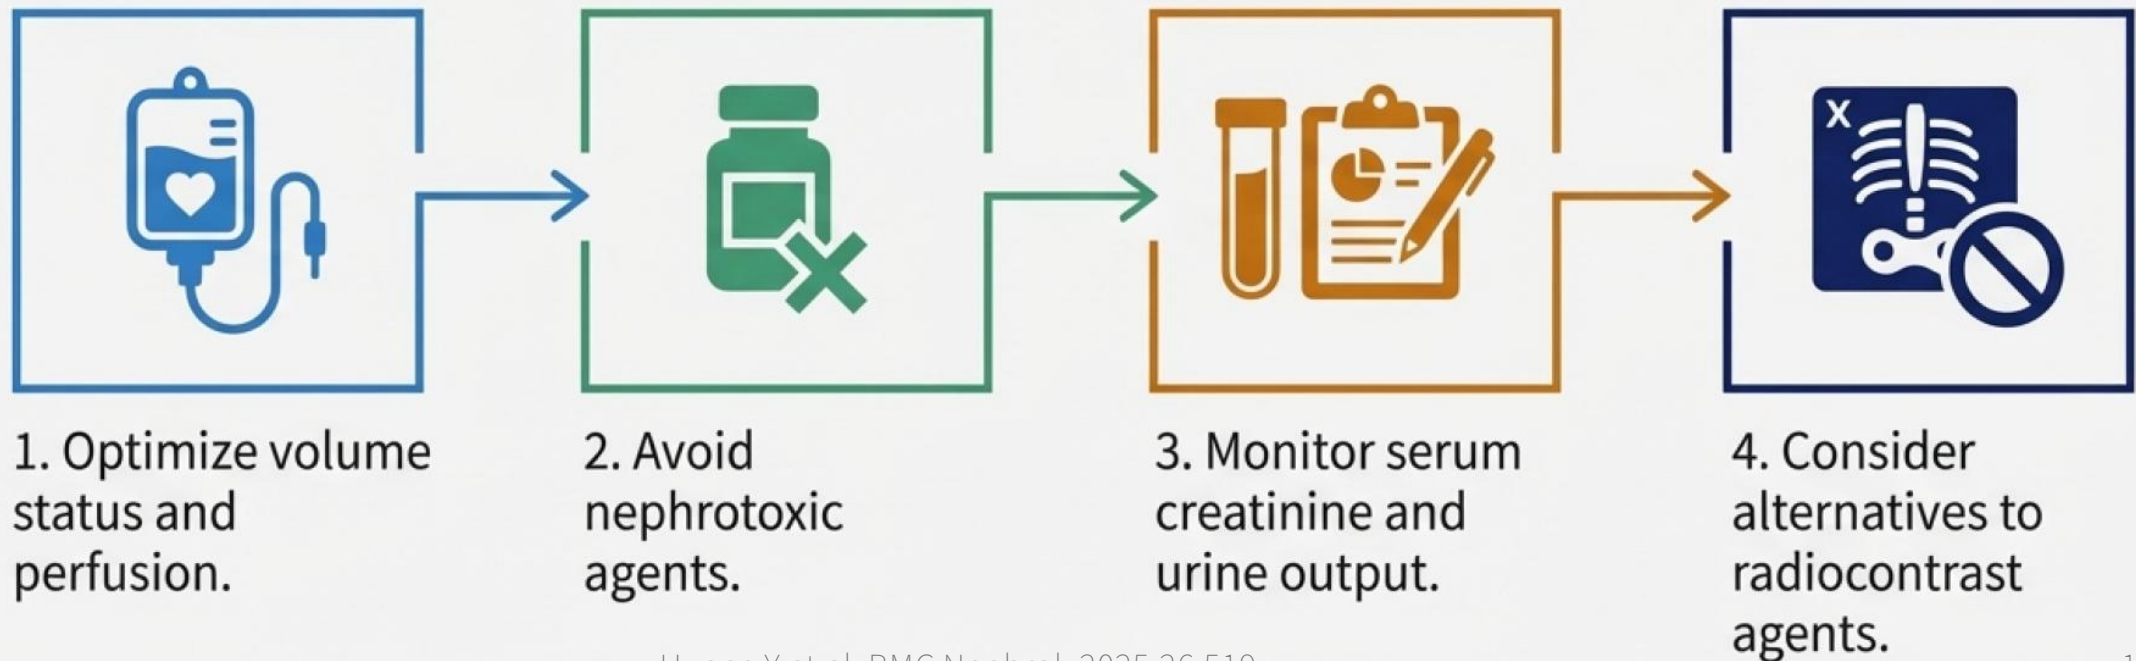 X
1. Optimize volume
status and
perfusion.
2. Avoid
nephrotoxic
agents.
3. Monitor serum
creatinine and
urine output.
4. Consider
alternatives to
radiocontrast
agents.